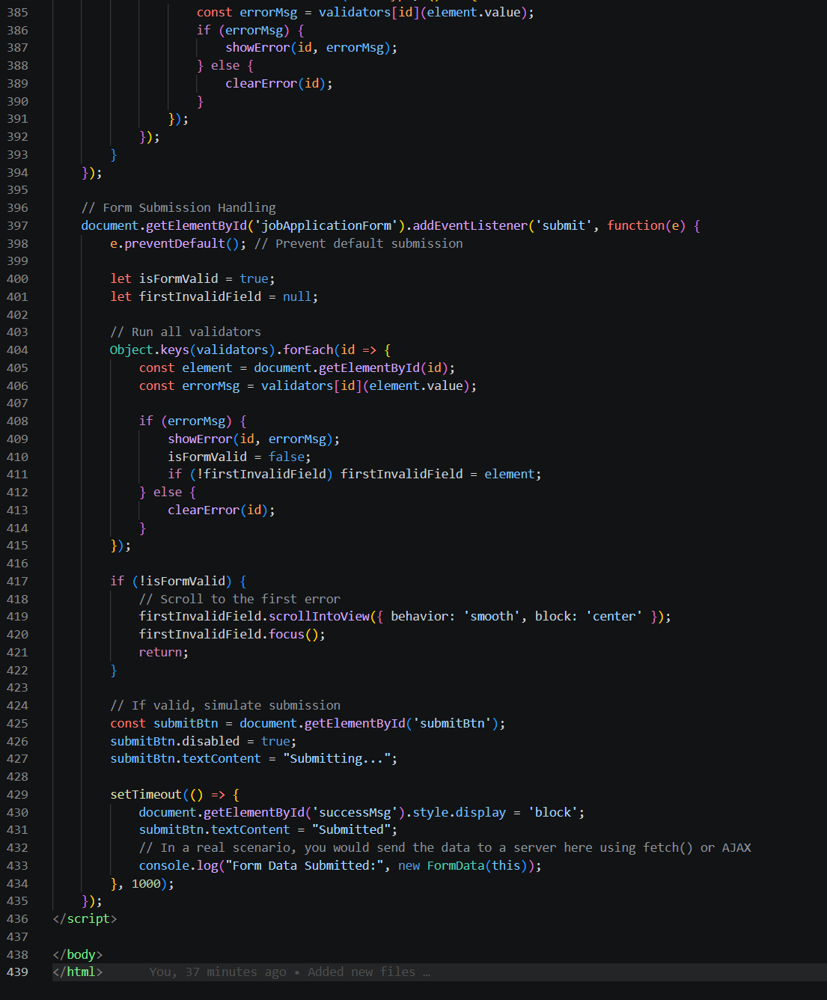 385 const errorMsg = validators[id](element.value);
386 if (errorMsg) {
387 showError(id, errorMsg);
388 } else {
389 clearError(id);
390 }
391 });
392 });
393 }
394 });
395
396 // Form Submission Handling
397 document.getElementById('jobApplicationForm').addEventListener('submit', function(e) {
398 e.preventDefault(); // Prevent default submission
399
400 let isFormValid = true;
401 let firstInvalidField = null;
402
403 // Run all validators
404 Object.keys(validators).forEach(id => {
405 const element = document.getElementById(id);
406 const errorMsg = validators[id](element.value);
407
408 if (errorMsg) {
409 showError(id, errorMsg);
410 isFormValid = false;
411 if (!firstInvalidField) firstInvalidField = element;
412 } else {
413 clearError(id);
414 }
415 });
416
417 if (!isFormValid) {
418 // Scroll to the first error
419 firstInvalidField.scrollIntoView({ behavior: 'smooth', block: 'center' });
420 firstInvalidField.focus();
421 return;
422 }
423
424 // If valid, simulate submission
425 const submitBtn = document.getElementById('submitBtn');
426 submitBtn.disabled = true;
427 submitBtn.textContent = "Submitting...";
428
429 setTimeout(() => {
430 document.getElementById('successMsg').style.display = 'block';
431 submitBtn.textContent = "Submitted";
432 // In a real scenario, you would send the data to a server here using fetch() or AJAX
433 console.log("Form Data Submitted:", new FormData(this));
434 }, 1000);
435 });
436 </script>
437
438 </body>
439 </html> You, 37 minutes ago • Added new files …